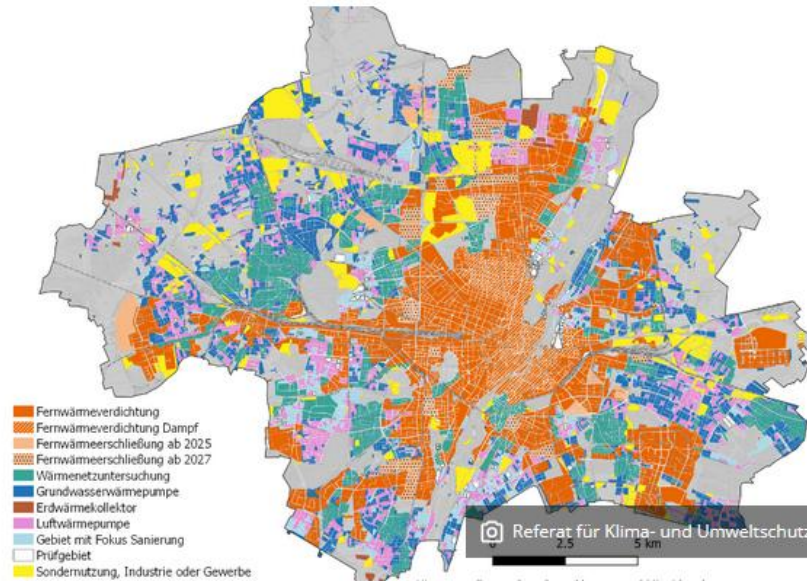 Fernwärmeverdichtung
Fernwärmeverdichtung Dampf
Fernwärmeerschließung ab 2025
Fernwärmeerschließung ab 2027
Wärmenetzuntersuchung
Grundwasserwärmepumpe
Erdwärmekollektor
Luftwärmepumpe
Gebiet mit Fokus Sanierung
Prüfgebiet
Sondernutzung, Industrie oder Gewerbe
Referat für Klima- und Umweltschutz
0 2.5 5 km